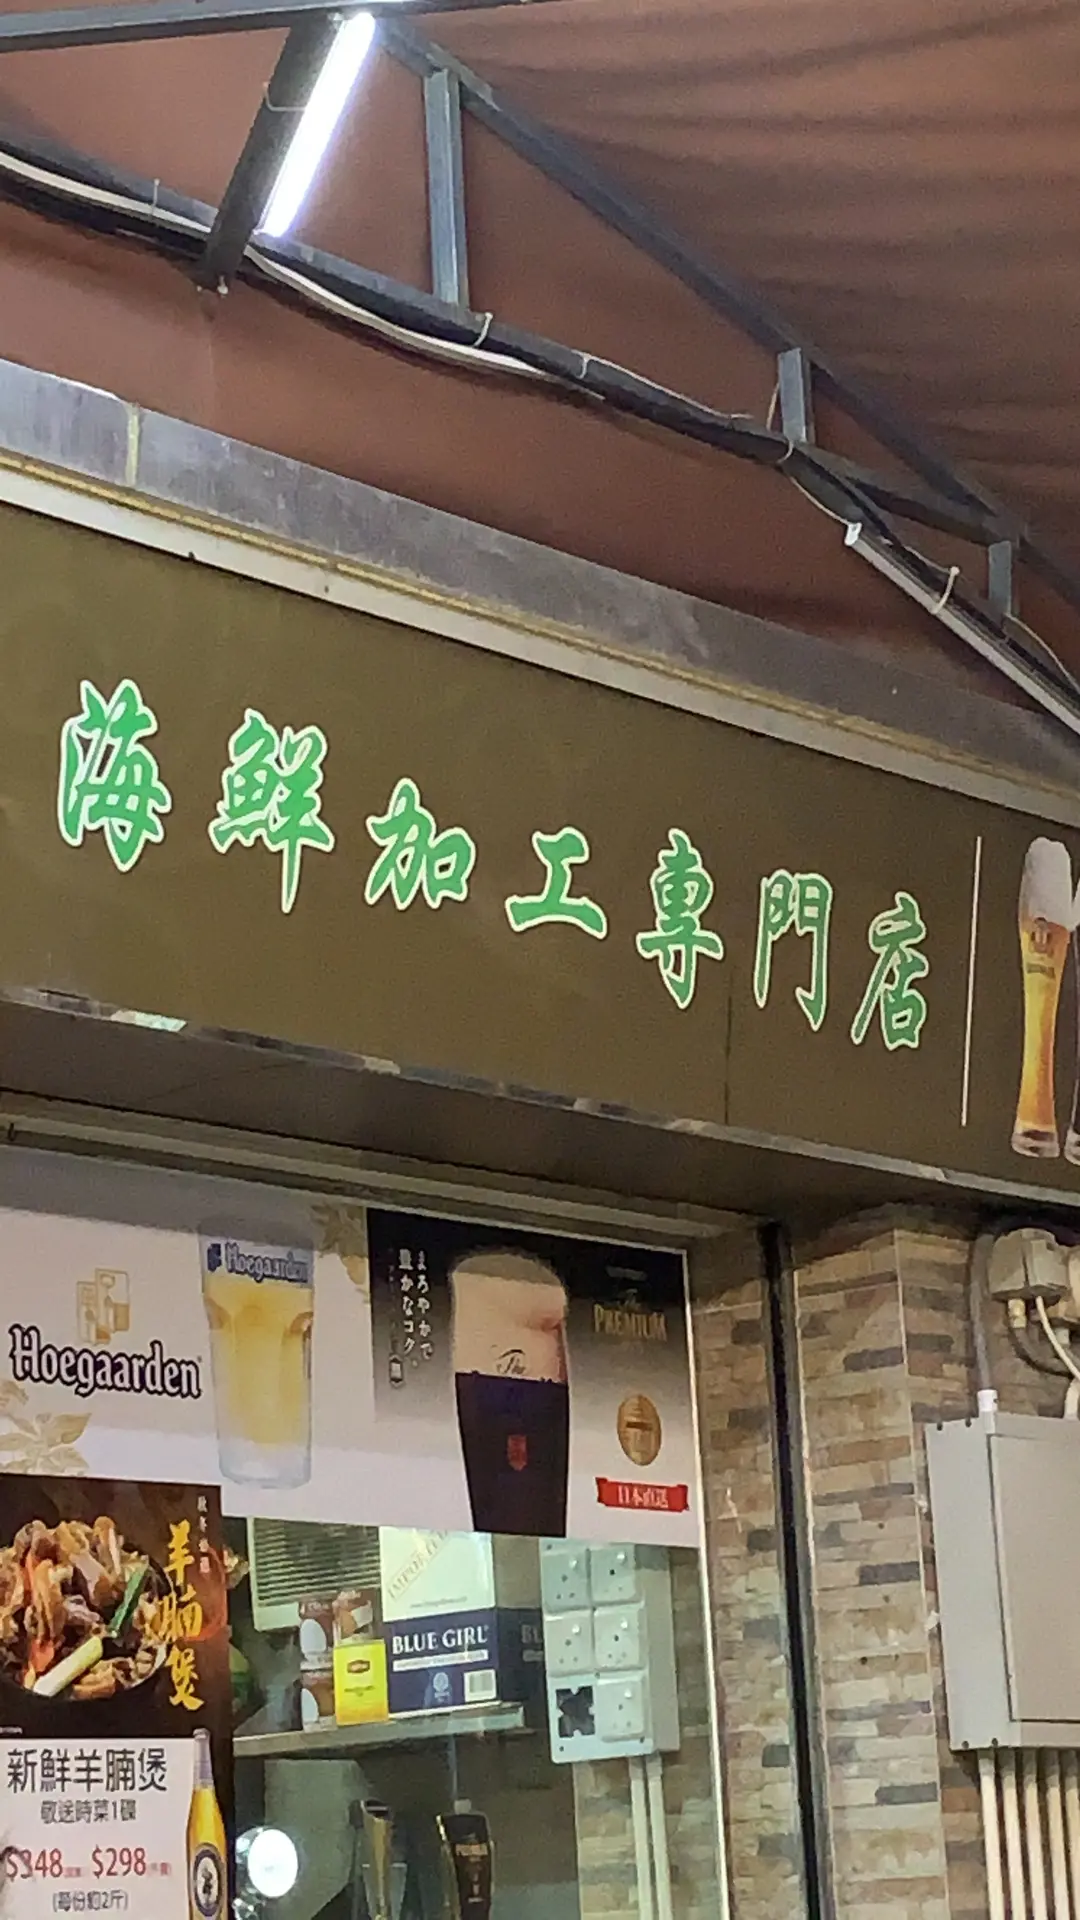 海鮮加工專門店
Hoegaarden
Hoegaarden
まろやかで
豊かなコク。
The
PREMIUM
日本直送
羊腩煲
BLUE GIRL
新鮮羊腩煲
敬送時菜1碟
$348 $298
(每份約2斤)
PREMIUM